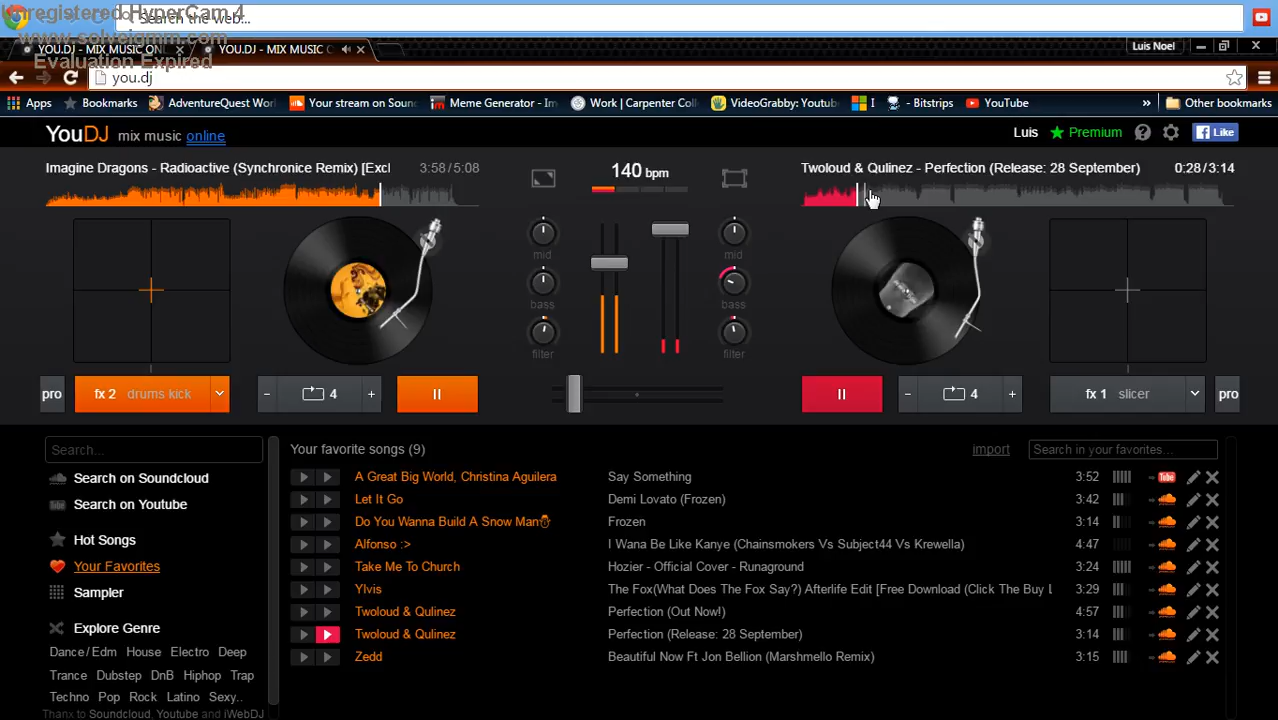 Unregistered HyperCam 4
Search the web...
www.solveigmm.com
YOU.DJ - MIX MUSIC ONL
YOU.DJ - MIX MUSIC O
Luis Noel
Evaluation Expired
you.dj
Apps
Bookmarks
AdventureQuest Worl
Your stream on Soun
Meme Generator - Im
Work | Carpenter Col
VideoGrabby: Youtub
I
- Bitstrips
YouTube
»
Other bookmarks
YouDJ mix music online
Luis
Premium
Like
Imagine Dragons - Radioactive (Synchronice Remix) [Excl
3:58/5:08
140 bpm
Twoloud & Qulinez - Perfection (Release: 28 September)
0:28/3:14
mid
mid
bass
bass
filter
filter
pro
fx 2 drums kick
- 4 +
- 4 +
fx 1 slicer
pro
Search...
Your favorite songs (9)
import
Search in your favorites...
Search on Soundcloud
Search on Youtube
Hot Songs
Your Favorites
Sampler
Explore Genre
Dance/Edm House Electro Deep
Trance Dubstep DnB Hiphop Trap
Techno Pop Rock Latino Sexy..
Thanx to Soundcloud, Youtube and iWebDJ
A Great Big World, Christina Aguilera Say Something 3:52 Tube
Let It Go Demi Lovato (Frozen) 3:42
Do You Wanna Build A Snow Man☃ Frozen 3:14
Alfonso :> I Wana Be Like Kanye (Chainsmokers Vs Subject44 Vs Krewella) 4:47
Take Me To Church Hozier - Official Cover - Runaground 3:24
Ylvis The Fox(What Does The Fox Say?) Afterlife Edit [Free Download (Click The Buy L 3:29
Twoloud & Qulinez Perfection (Out Now!) 4:57
Twoloud & Qulinez Perfection (Release: 28 September) 3:14
Zedd Beautiful Now Ft Jon Bellion (Marshmello Remix) 3:15